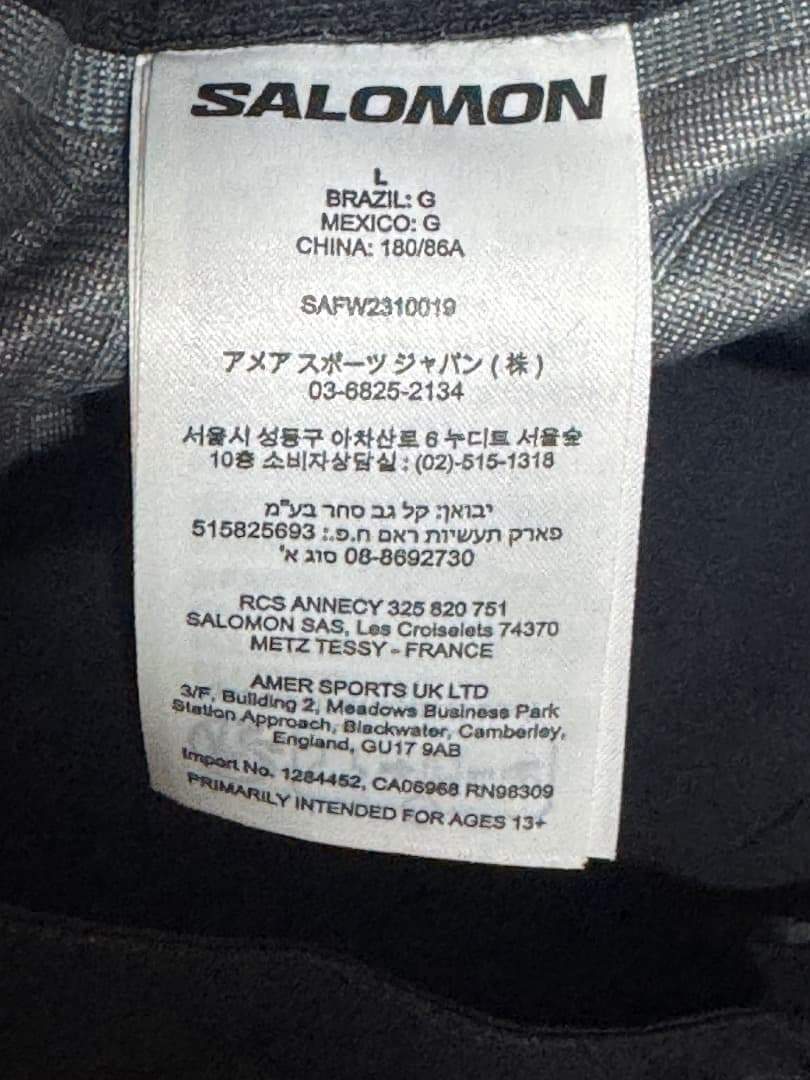 SALOMON
L
BRAZIL: G
MEXICO: G
CHINA: 180/86A
SAFW2310019
アメア スポーツ ジャパン ( 株 )
03-6825-2134
서울시 성동구 아차산로 6 누디트 서울숲
10층 소비자상담실 : (02)-515-1318
יבואן: קל גב סחר בע"מ
פארק תעשיות ראם ח.פ.: 515825693
08-8692730 סוג א'
RCS ANNECY 325 820 751
SALOMON SAS, Les Croiselets 74370
METZ TESSY - FRANCE
AMER SPORTS UK LTD
3/F, Building 2, Meadows Business Park
Station Approach, Blackwater, Camberley,
England, GU17 9AB
Import No. 1284452, CA06968 RN98309
PRIMARILY INTENDED FOR AGES 13+